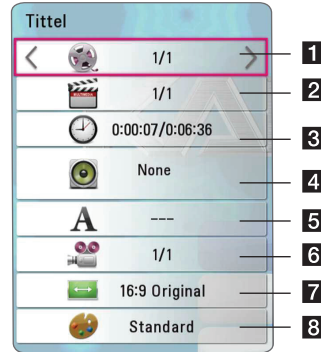 Tittel
1/1 1
1/1 2
0:00:07/0:06:36 3
None 4
A --- 5
1/1 6
16:9 Original 7
Standard 8